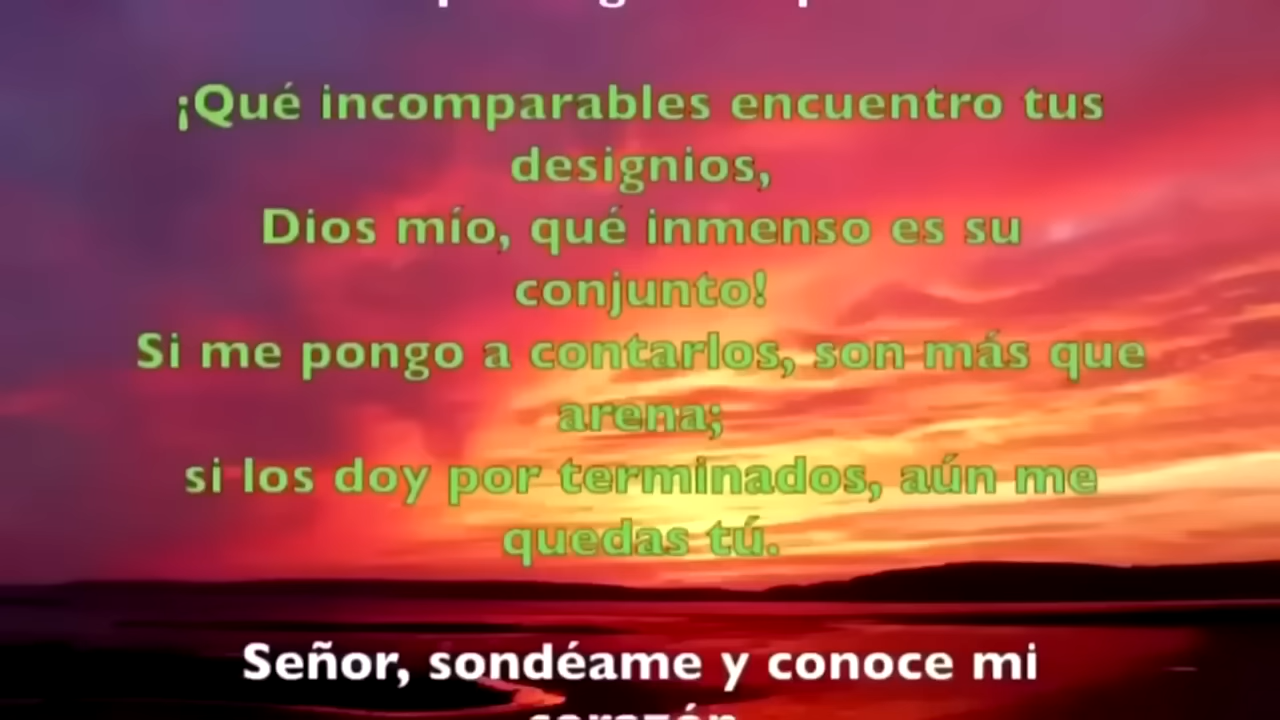 ¡Qué incomparables encuentro tus
designios,
Dios mío, qué inmenso es su
conjunto!
Si me pongo a contarlos, son más que
arena;
si los doy por terminados, aún me
quedas tú.
Señor, sondéame y conoce mi
corazón